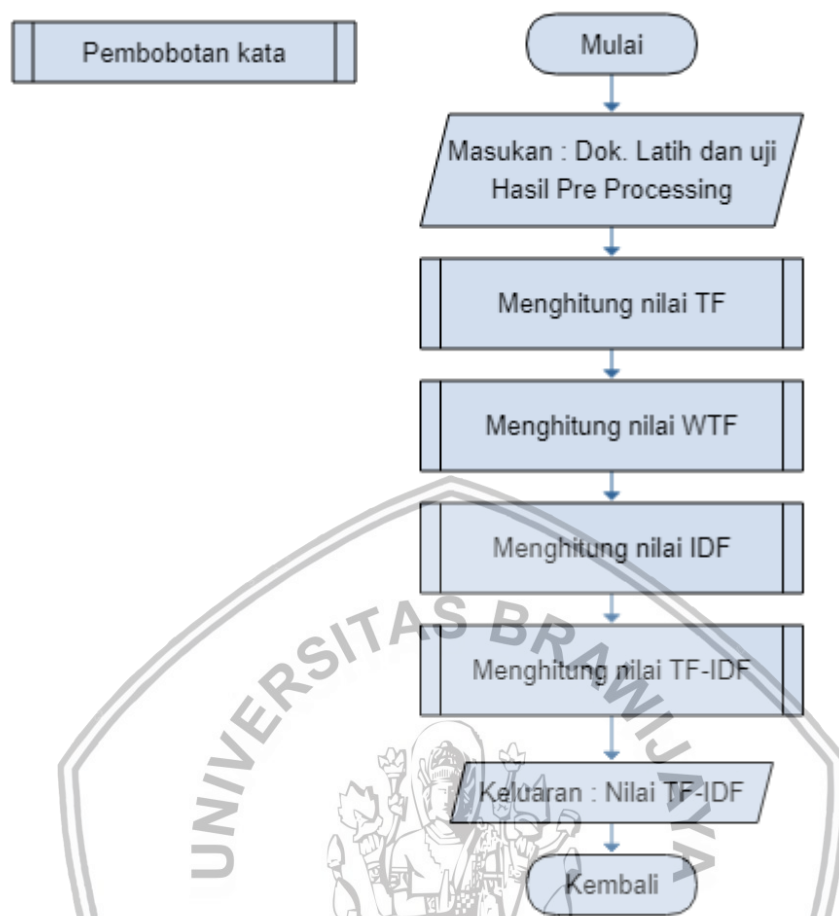 Pembobotan kata
Mulai
Masukan : Dok. Latih dan uji
Hasil Pre Processing
Menghitung nilai TF
Menghitung nilai WTF
Menghitung nilai IDF
Menghitung nilai TF-IDF
Keluaran : Nilai TF-IDF
Kembali
UNIVERSITAS BRAWIJAYA